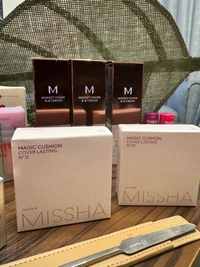 M
PERFECT COVER
B.B CREAM
M
PERFECT COVER
B.B CREAM
M
PERFECT COVER
B.B CREAM
MAGIC CUSHION
COVER LASTING
N°21
MISSHA
MAGIC CUSHION
COVER LASTING
N°21
MISSHA